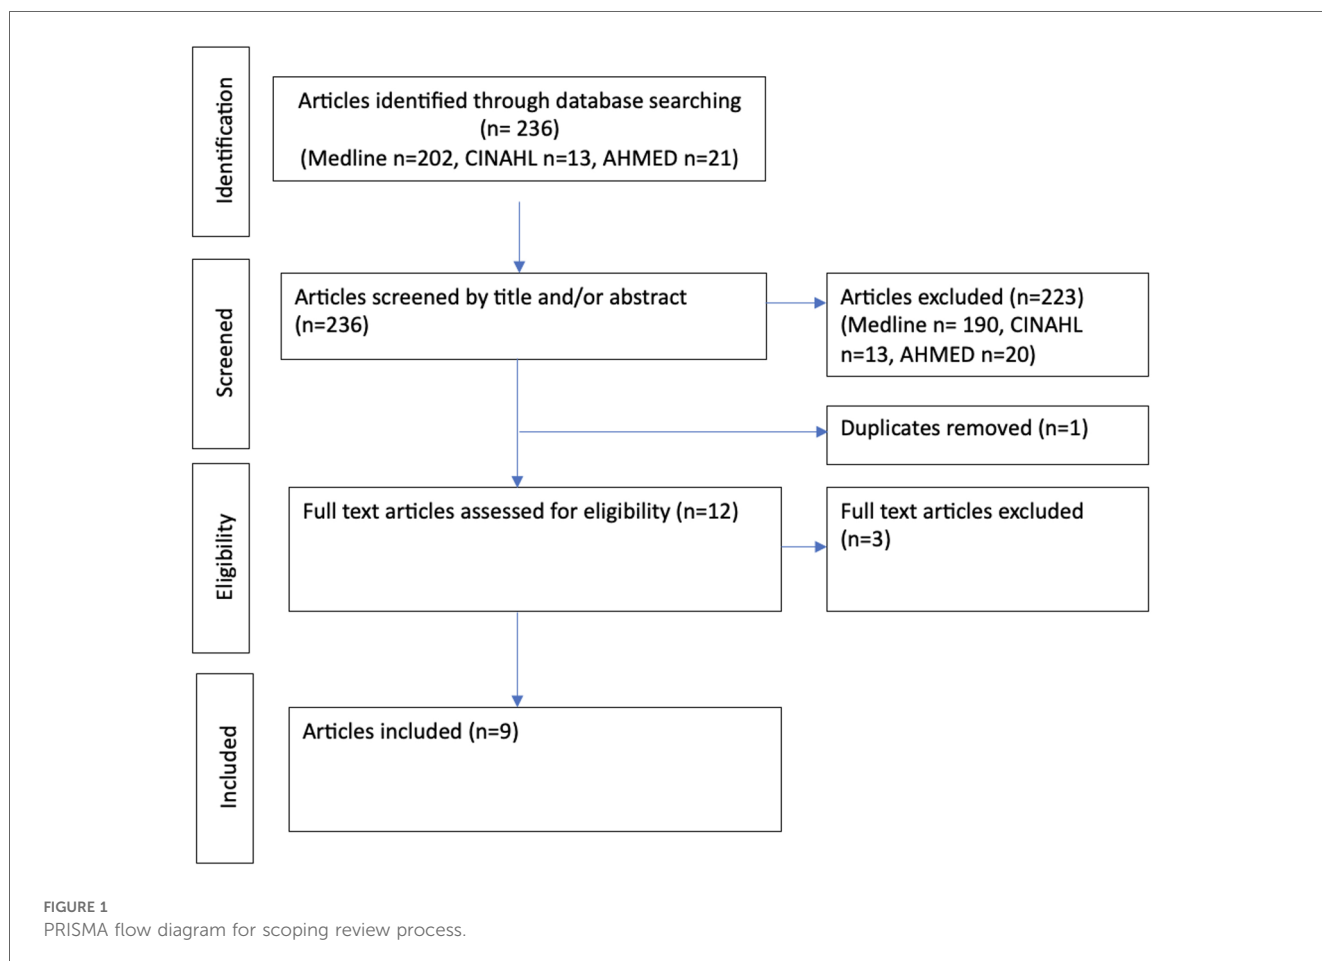 Identification
Articles identified through database searching
(n= 236)
(Medline n=202, CINAHL n=13, AHMED n=21)
Screened
Articles screened by title and/or abstract
(n=236)
Articles excluded (n=223)
(Medline n= 190, CINAHL
n=13, AHMED n=20)
Duplicates removed (n=1)
Eligibility
Full text articles assessed for eligibility (n=12)
Full text articles excluded
(n=3)
Included
Articles included (n=9)
FIGURE 1
PRISMA flow diagram for scoping review process.